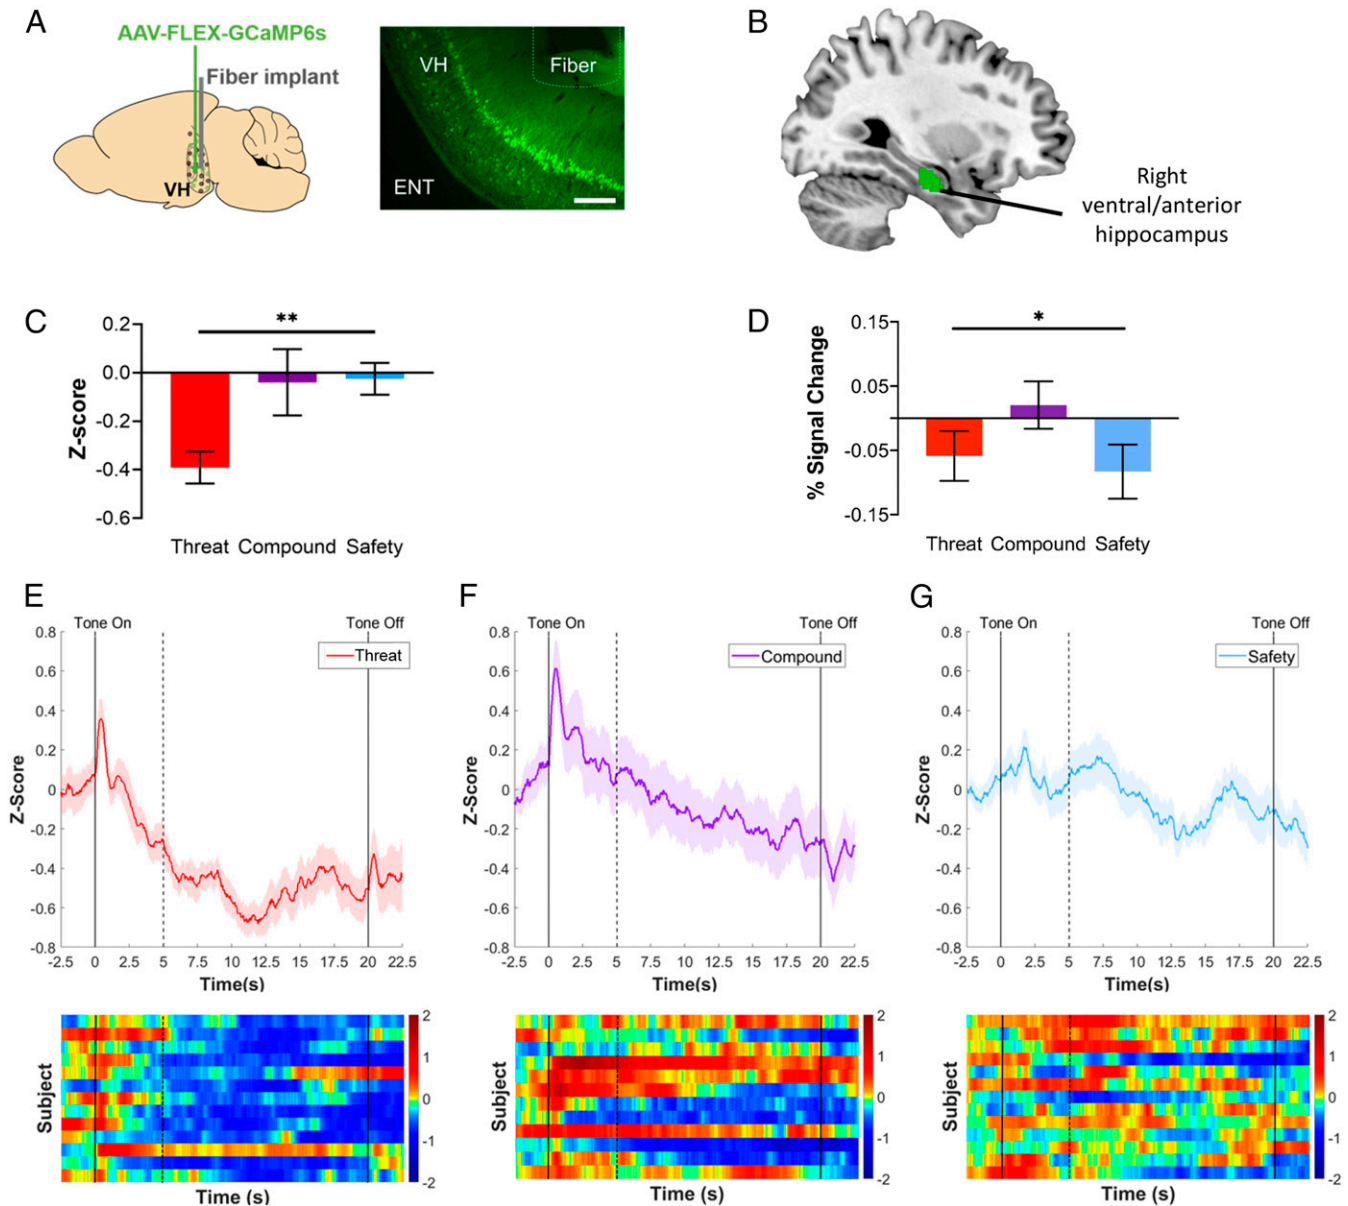 A
AAV-FLEX-GCaMP6s
Fiber implant
VH
VH
Fiber
ENT
B
Right
ventral/anterior
hippocampus
C
**
0.2
0.0
-0.2
-0.4
-0.6
Z-score
Threat Compound Safety
D
*
0.15
0.05
-0.05
-0.15
% Signal Change
Threat Compound Safety
E
Tone On
Tone Off
Threat
0.8
0.6
0.4
0.2
0
-0.2
-0.4
-0.6
-0.8
Z-Score
-2.5 0 2.5 5 7.5 10 12.5 15 17.5 20 22.5
Time(s)
F
Tone On
Tone Off
Compound
0.8
0.6
0.4
0.2
0
-0.2
-0.4
-0.6
-0.8
Z-Score
-2.5 0 2.5 5 7.5 10 12.5 15 17.5 20 22.5
Time(s)
G
Tone On
Tone Off
Safety
0.8
0.6
0.4
0.2
0
-0.2
-0.4
-0.6
-0.8
Z-Score
-2.5 0 2.5 5 7.5 10 12.5 15 17.5 20 22.5
Time(s)
Subject
2
1
0
-1
-2
Time (s)
Subject
2
1
0
-1
-2
Time (s)
Subject
2
1
0
-1
-2
Time (s)